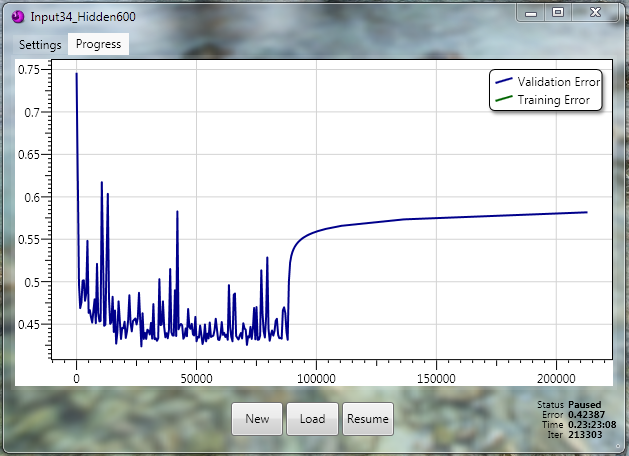 Input34_Hidden600
Settings Progress
0.75
0.7
0.65
0.6
0.55
0.5
0.45
Validation Error
Training Error
0 50000 100000 150000 200000
New Load Resume
Status Paused
Error 0.42387
Time 0.23:23:08
Iter 213303